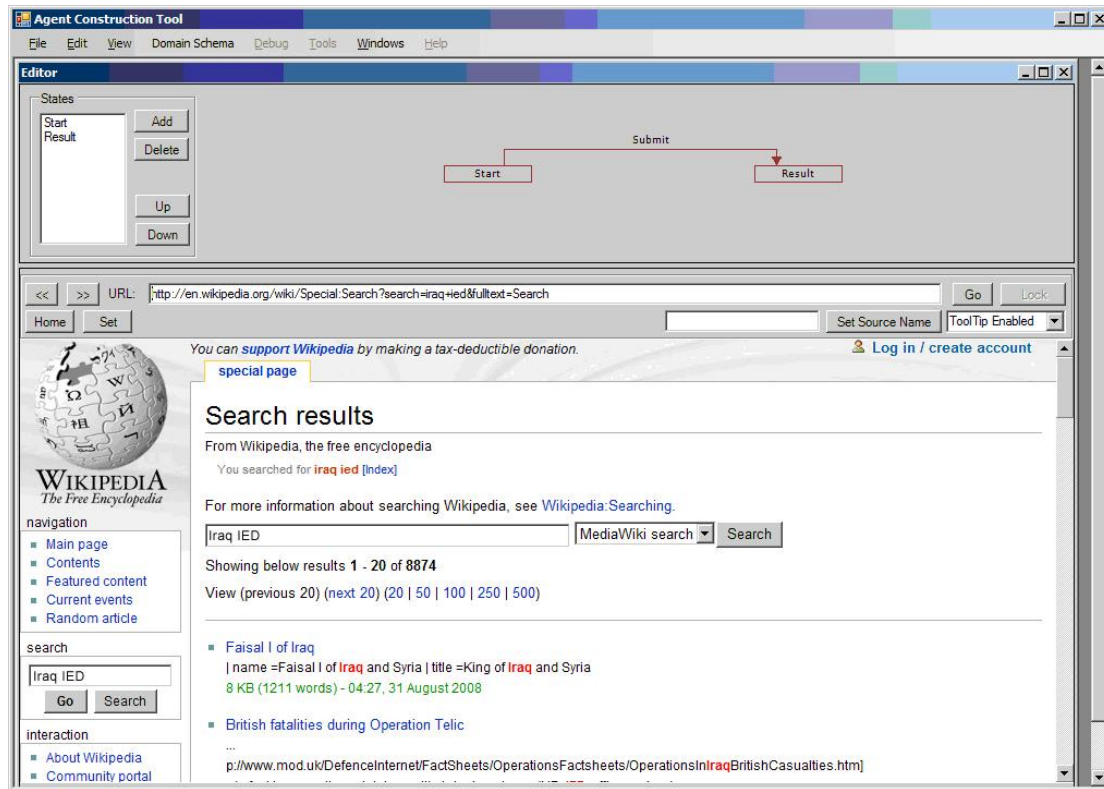 Agent Construction Tool
File Edit View Domain Schema Debug Tools Windows Help
Editor
States
Start
Result
Add
Delete
Up
Down
Submit
Start
Result
<< >> URL: http://en.wikipedia.org/wiki/Special:Search?search=iraq+ied&fulltext=Search Go Lock
Home Set Set Source Name ToolTip Enabled
You can support Wikipedia by making a tax-deductible donation. Log in / create account
special page
Search results
From Wikipedia, the free encyclopedia
You searched for iraq ied [Index]
For more information about searching Wikipedia, see Wikipedia:Searching.
Iraq IED MediaWiki search Search
Showing below results 1 - 20 of 8874
View (previous 20) (next 20) (20 | 50 | 100 | 250 | 500)
Faisal I of Iraq
| name =Faisal I of Iraq and Syria | title =King of Iraq and Syria
8 KB (1211 words) - 04:27, 31 August 2008
British fatalities during Operation Telic
...
p://www.mod.uk/DefenceInternet/FactSheets/OperationsFactsheets/OperationsInIraqBritishCasualties.htm]
WIKIPEDIA
The Free Encyclopedia
navigation
Main page
Contents
Featured content
Current events
Random article
search
Iraq IED
Go Search
interaction
About Wikipedia
Community portal